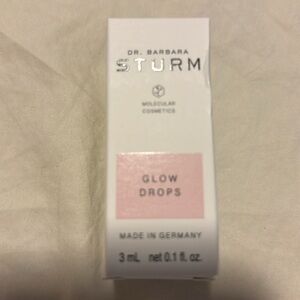 DR. BARBARA
STURM
MOLECULAR
COSMETICS
GLOW
DROPS
MADE IN GERMANY
3 mL net 0.1 fl. oz.